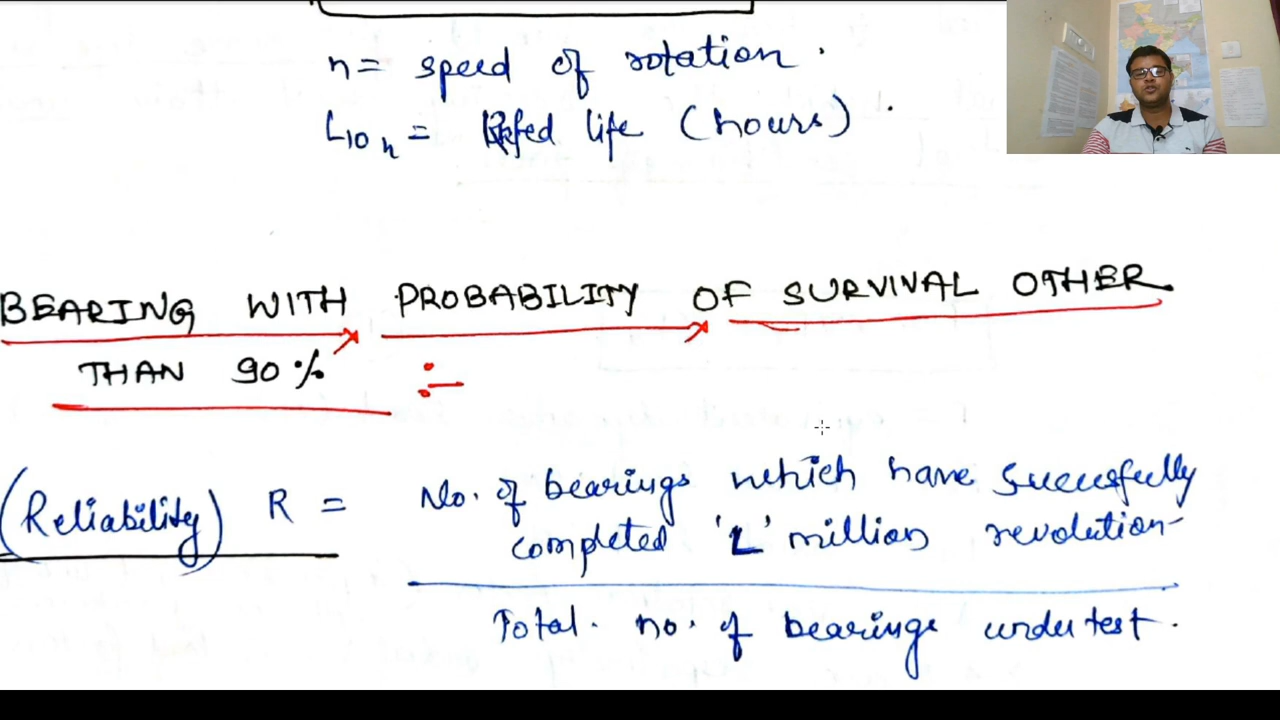 n = speed of rotation .
L10h = Rated life (hours) .
BEARING WITH PROBABILITY OF SURVIVAL OTHER
THAN 90% :-
(Reliability) R =
No. of bearings which have successfully
completed 'L' million revolution
Total. no. of bearings under test.